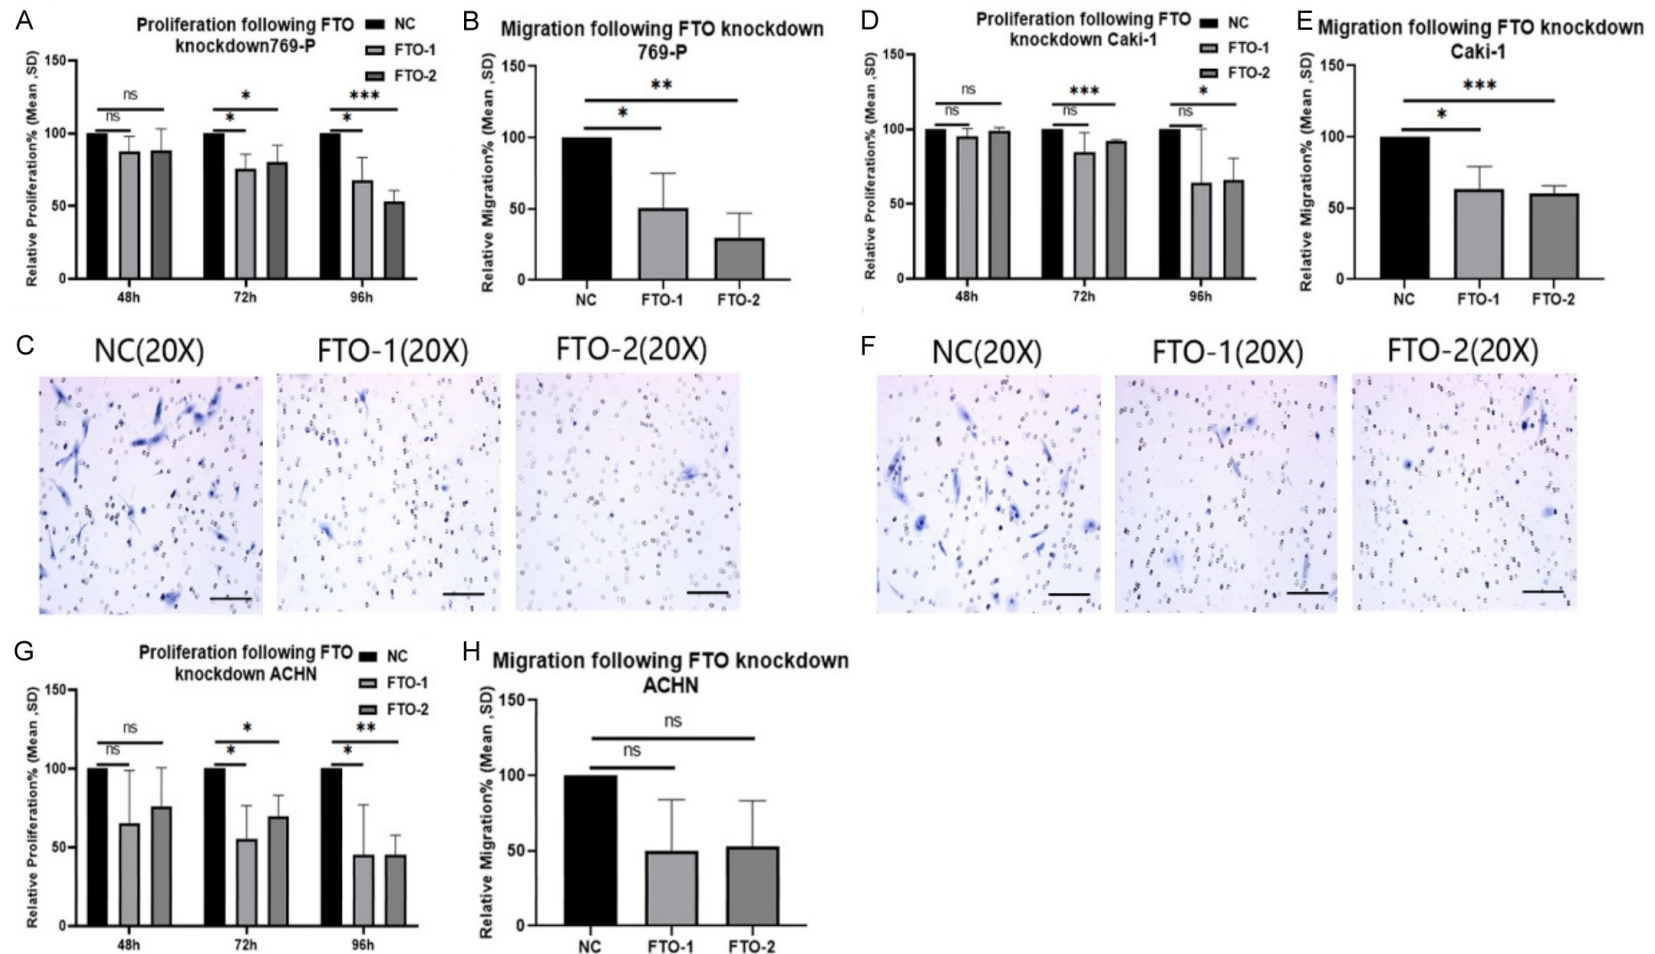 A
Proliferation following FTO
knockdown769-P
NC
FTO-1
FTO-2
Relative Proliferation% (Mean ,SD)
150
100
50
0
ns
ns
*
*
***
*
48h
72h
96h
B
Migration following FTO knockdown
769-P
Relative Migration% (Mean ,SD)
150
100
50
0
**
*
NC
FTO-1
FTO-2
D
Proliferation following FTO
knockdown Caki-1
NC
FTO-1
FTO-2
Relative Proliferation% (Mean ,SD)
150
100
50
0
ns
ns
***
ns
*
ns
48h
72h
96h
E
Migration following FTO knockdown
Caki-1
Relative Migration% (Mean ,SD)
150
100
50
0
***
*
NC
FTO-1
FTO-2
C
NC(20X)
FTO-1(20X)
FTO-2(20X)
F
NC(20X)
FTO-1(20X)
FTO-2(20X)
G
Proliferation following FTO
knockdown ACHN
NC
FTO-1
FTO-2
Relative Proliferation% (Mean ,SD)
150
100
50
0
ns
ns
*
*
**
*
48h
72h
96h
H
Migration following FTO knockdown
ACHN
Relative Migration% (Mean ,SD)
150
100
50
0
ns
ns
NC
FTO-1
FTO-2